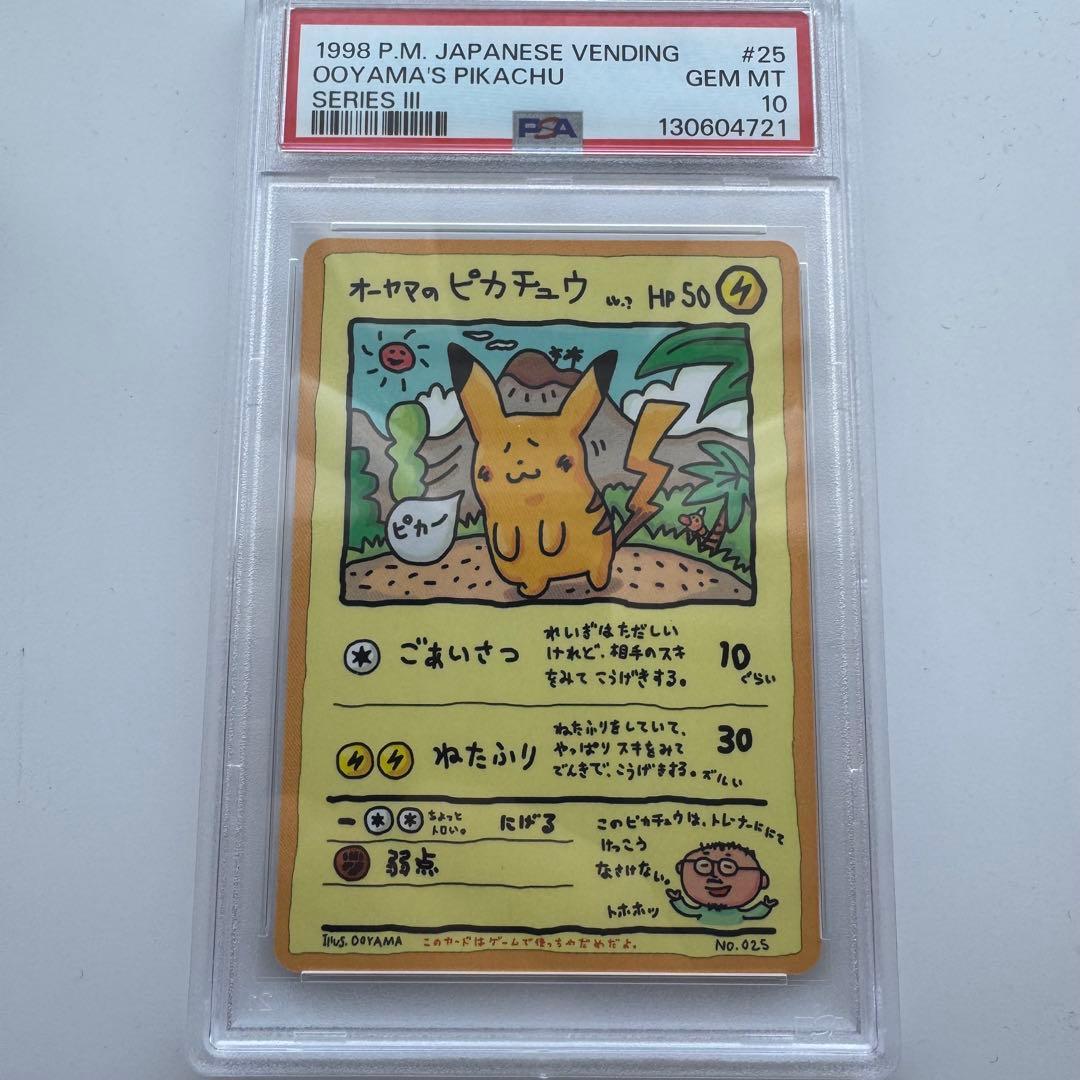 1998 P.M. JAPANESE VENDING #25
OOYAMA'S PIKACHU GEM MT
SERIES III 10
PSA 130604721
オーヤマの ピカチュウ LV.? HP 50
ピカー
ごあいさつ
れいぎはただしい
けれど、相手のスキ
をみて こうげきする。
10
ぐらい
ねたふり
ねたふりをしていて、
やっぱり スキをみて
でんきで、こうげきする。ズルい
30
ー ちょっと
トロい。
にげる
弱点
このピカチュウは、トレーナーににて
けっこう
なさけない。
トホホッ
Illus. OOYAMA このカードはゲームで使っちゃだめだよ。 NO.025